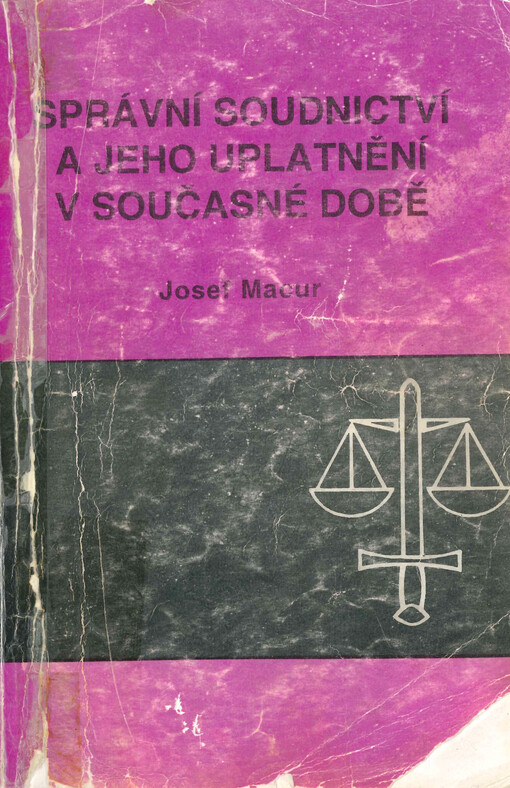 SPRÁVNÍ SOUDNICTVÍ
A JEHO UPLATNĚNÍ
V SOUČASNÉ DOBĚ
Josef Macur